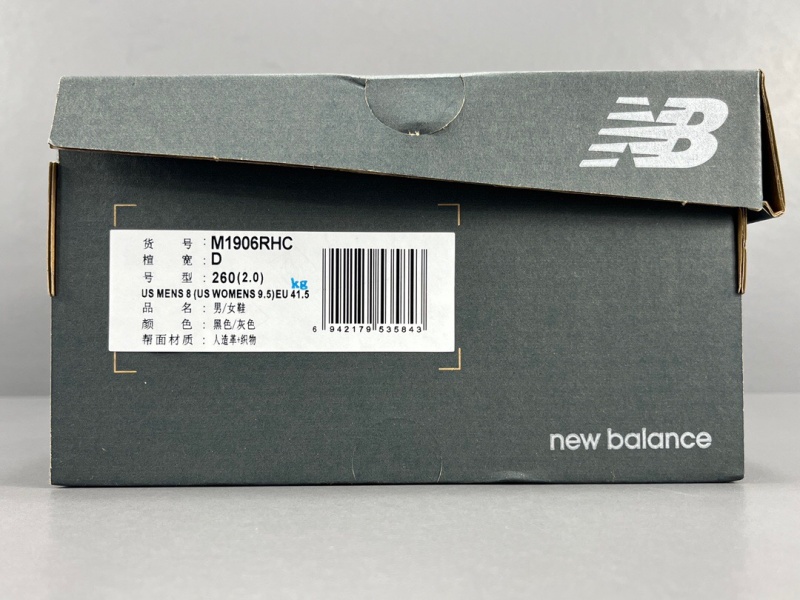 NB
货 号 : M1906RHC
楦 宽 : D
号 型 : 260(2.0)
kg
US MENS 8 (US WOMENS 9.5)EU 41.5
品 名 : 男/女鞋
颜 色 : 黑色/灰色
帮面材质 : 人造革+织物
6 942179 535843
new balance